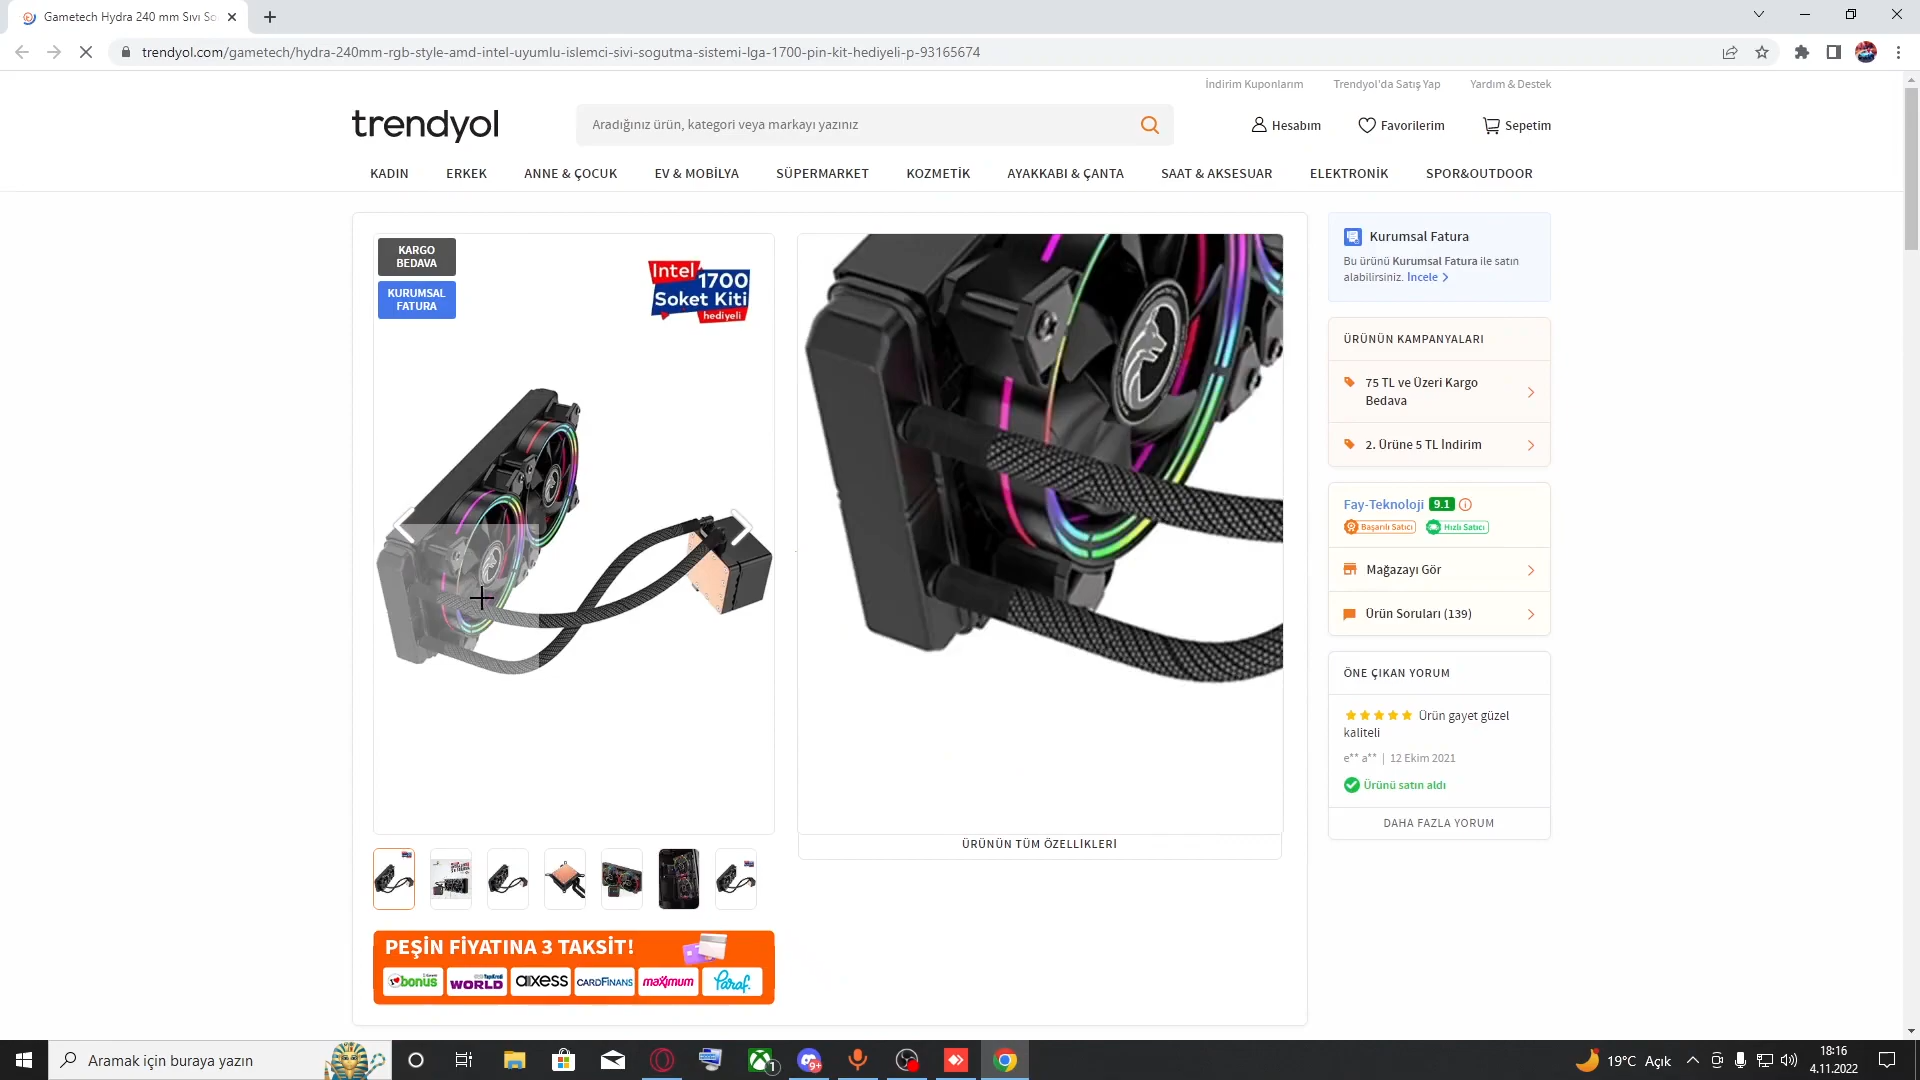 Gametech Hydra 240 mm Sıvı So
trendyol.com/gametech/hydra-240mm-rgb-style-amd-intel-uyumlu-islemci-sivi-sogutma-sistemi-lga-1700-pin-kit-hediyeli-p-93165674
İndirim Kuponlarım Trendyol'da Satış Yap Yardım & Destek
trendyol
Aradığınız ürün, kategori veya markayı yazınız
Hesabım Favorilerim Sepetim
KADIN ERKEK ANNE & ÇOCUK EV & MOBİLYA SÜPERMARKET KOZMETİK AYAKKABI & ÇANTA SAAT & AKSESUAR ELEKTRONİK SPOR&OUTDOOR
KARGO
BEDAVA
KURUMSAL
FATURA
Intel
1700
Soket Kiti
hediyeli
ÜRÜNÜN TÜM ÖZELLİKLERİ
PEŞİN FİYATINA 3 TAKSİT!
bonus WORLD axess CARDFINANS maximum Paraf
Kurumsal Fatura
Bu ürünü Kurumsal Fatura ile satın
alabilirsiniz. İncele
ÜRÜNÜN KAMPANYALARI
75 TL ve Üzeri Kargo
Bedava
2. Ürüne 5 TL İndirim
Fay-Teknoloji 9.1
Başarılı Satıcı Hızlı Satıcı
Mağazayı Gör
Ürün Soruları (139)
ÖNE ÇIKAN YORUM
Ürün gayet güzel
kaliteli
e** a** | 12 Ekim 2021
Ürünü satın aldı
DAHA FAZLA YORUM
Aramak için buraya yazın
1
9+
19°C Açık
18:16
4.11.2022